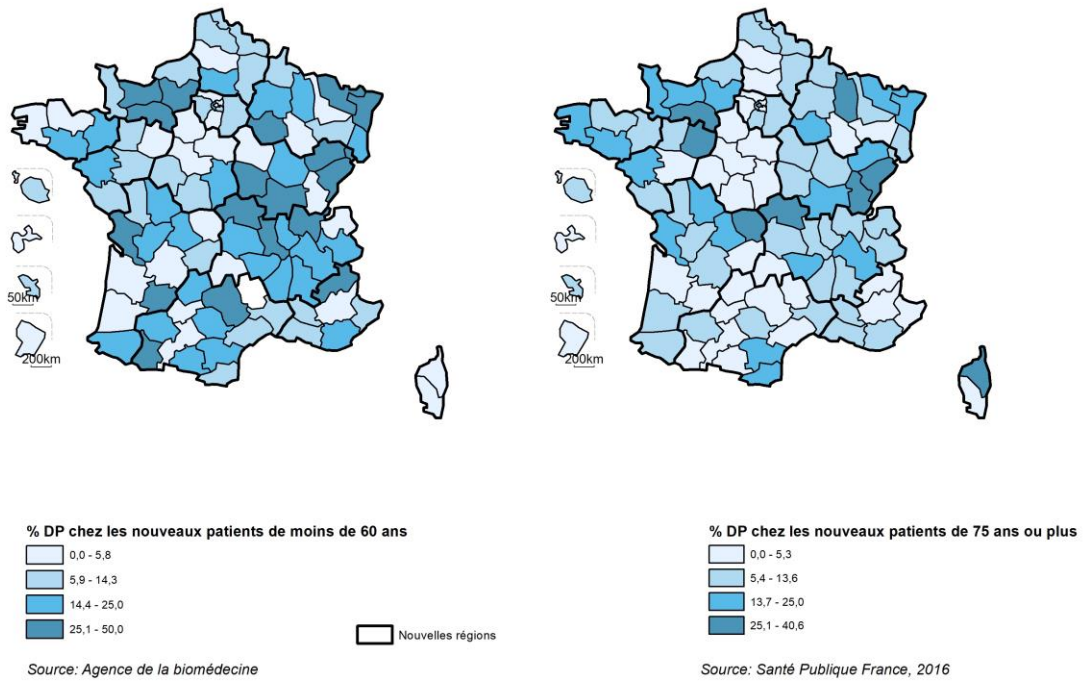 50km
200km
50km
200km
% DP chez les nouveaux patients de moins de 60 ans
0,0 - 5,8
5,9 - 14,3
14,4 - 25,0
25,1 - 50,0
Nouvelles régions
Source: Agence de la biomédecine
% DP chez les nouveaux patients de 75 ans ou plus
0,0 - 5,3
5,4 - 13,6
13,7 - 25,0
25,1 - 40,6
Source: Santé Publique France, 2016